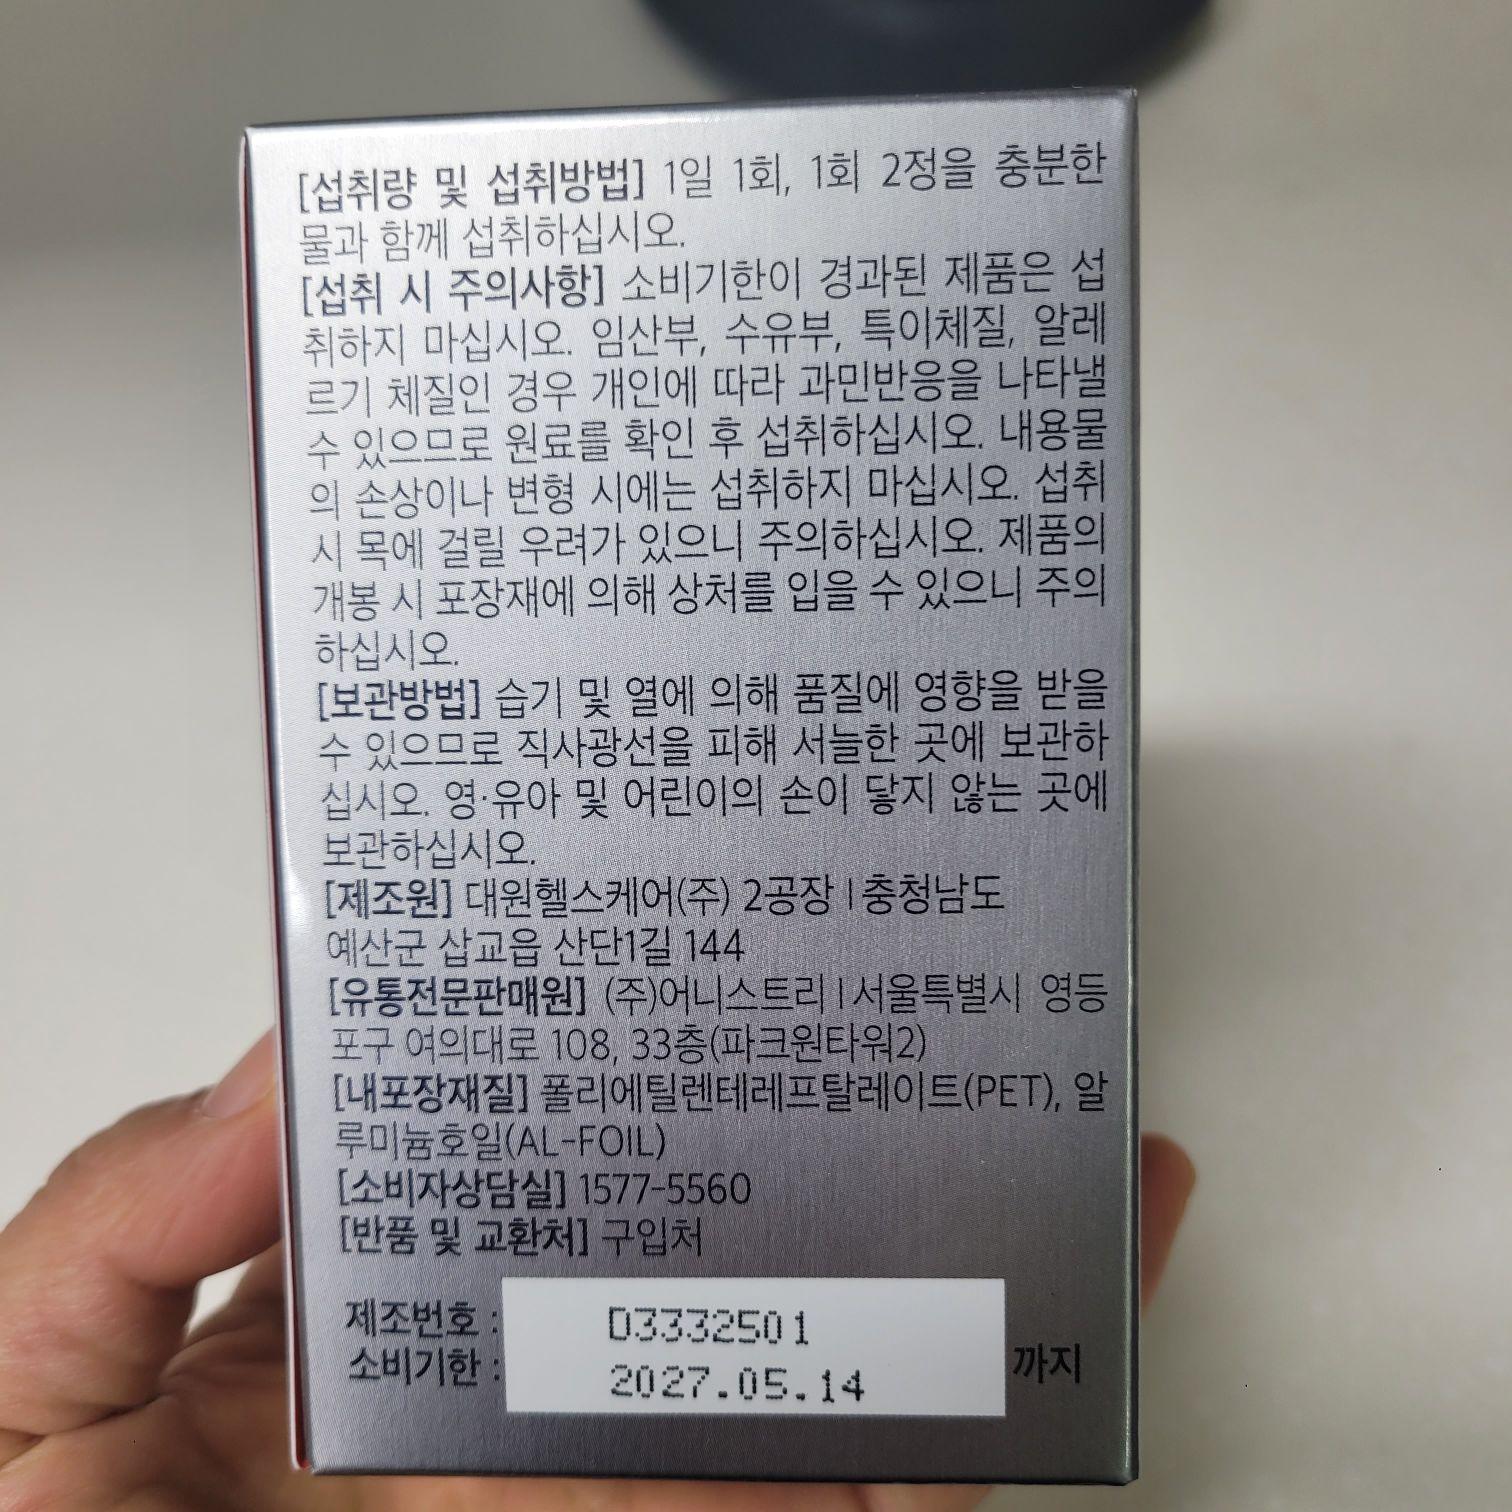 [섭취량 및 섭취방법] 1일 1회, 1회 2정을 충분한
물과 함께 섭취하십시오.
[섭취 시 주의사항] 소비기한이 경과된 제품은 섭
취하지 마십시오. 임산부, 수유부, 특이체질, 알레
르기 체질인 경우 개인에 따라 과민반응을 나타낼
수 있으므로 원료를 확인 후 섭취하십시오. 내용물
의 손상이나 변형 시에는 섭취하지 마십시오. 섭취
시 목에 걸릴 우려가 있으니 주의하십시오. 제품의
개봉 시 포장재에 의해 상처를 입을 수 있으니 주의
하십시오.
[보관방법] 습기 및 열에 의해 품질에 영향을 받을
수 있으므로 직사광선을 피해 서늘한 곳에 보관하
십시오. 영·유아 및 어린이의 손이 닿지 않는 곳에
보관하십시오.
[제조원] 대원헬스케어(주) 2공장 | 충청남도
예산군 삽교읍 산단1길 144
[유통전문판매원] (주)어니스트리 | 서울특별시 영등
포구 여의대로 108, 33층(파크원타워2)
[내포장재질] 폴리에틸렌테레프탈레이트(PET), 알
루미늄호일(AL-FOIL)
[소비자상담실] 1577-5560
[반품 및 교환처] 구입처
제조번호 : D3332501
소비기한 : 2027.05.14 까지